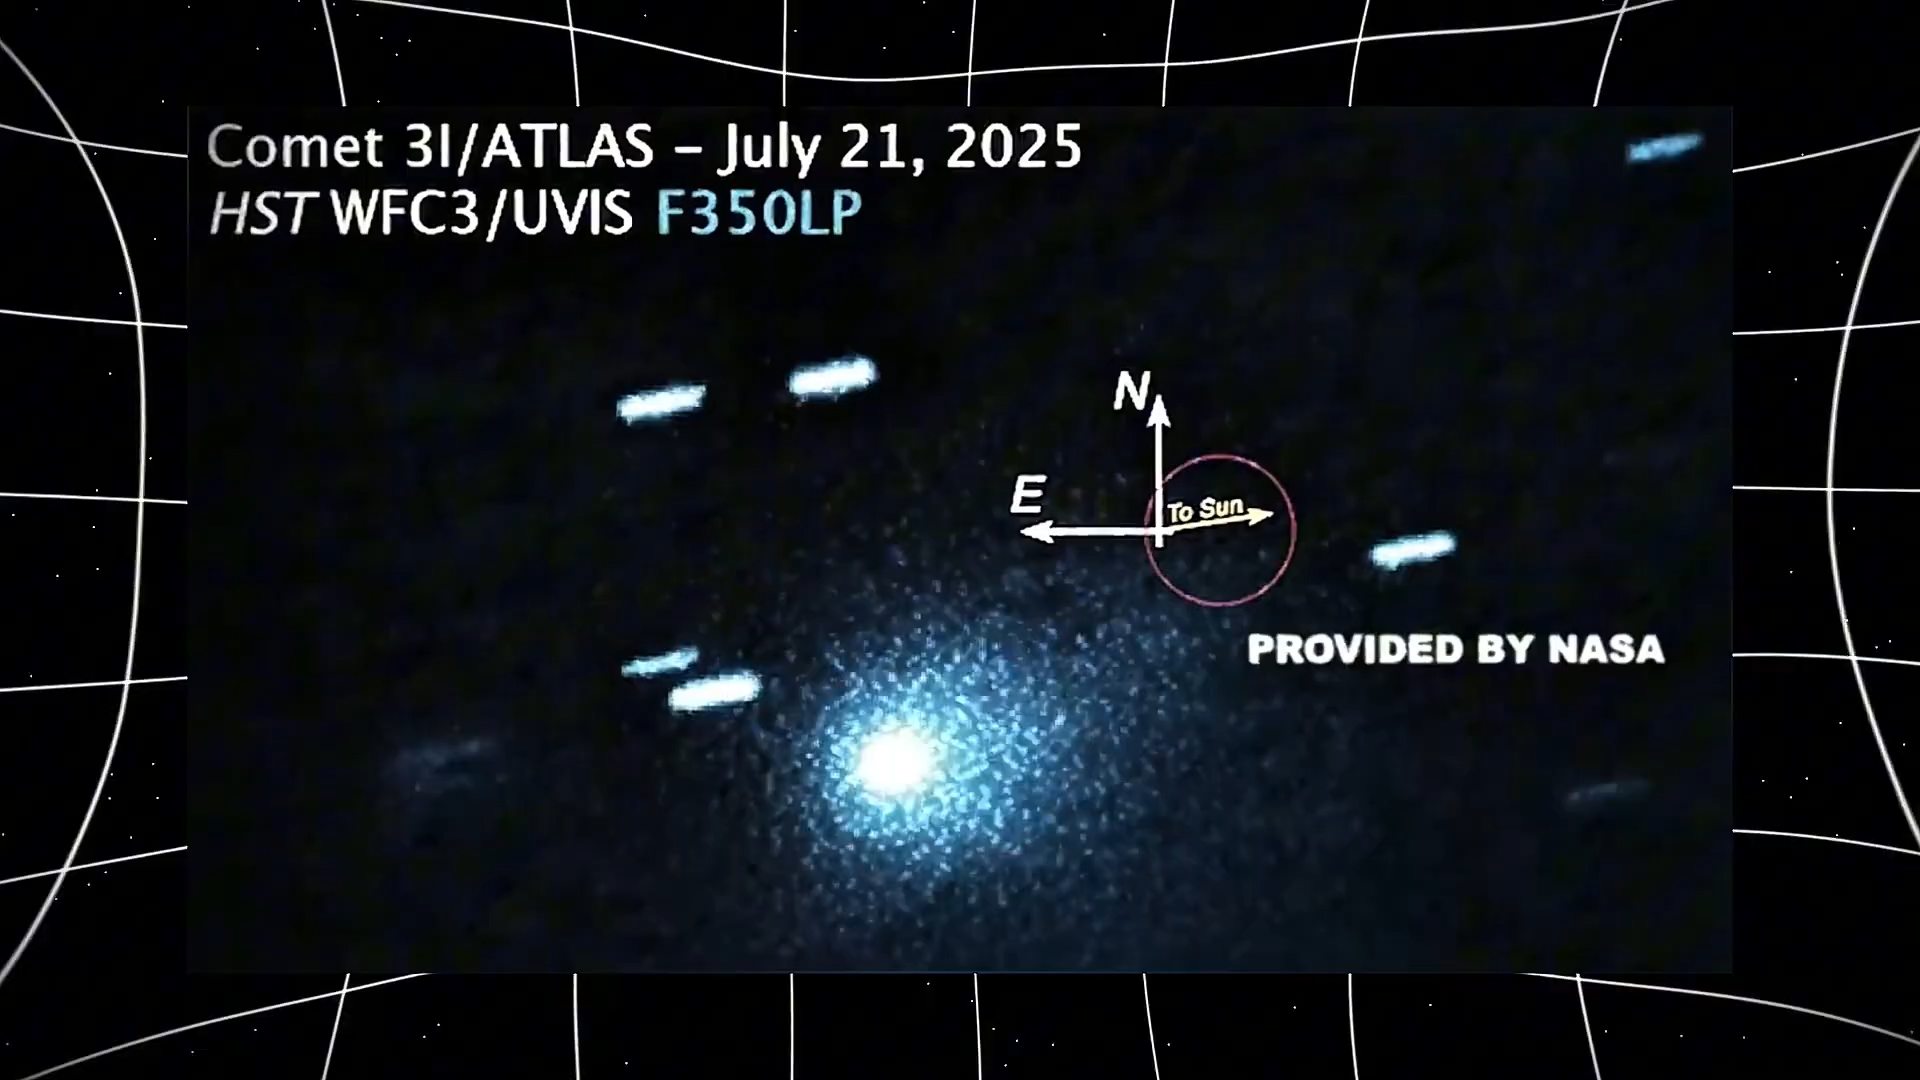 Comet 3I/ATLAS – July 21, 2025
HST WFC3/UVIS F350LP
N
E
To Sun
PROVIDED BY NASA